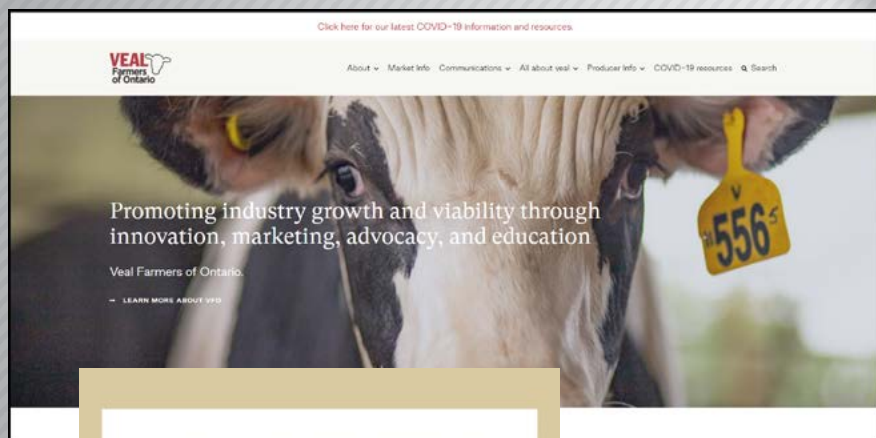 Click here for our latest COVID-19 information and resources.
VEAL
Farmers
of Ontario
About Market Info Communications All about veal Producer Info COVID-19 resources Search
Promoting industry growth and viability through
innovation, marketing, advocacy, and education
Veal Farmers of Ontario.
→ LEARN MORE ABOUT VFO
V
556 5